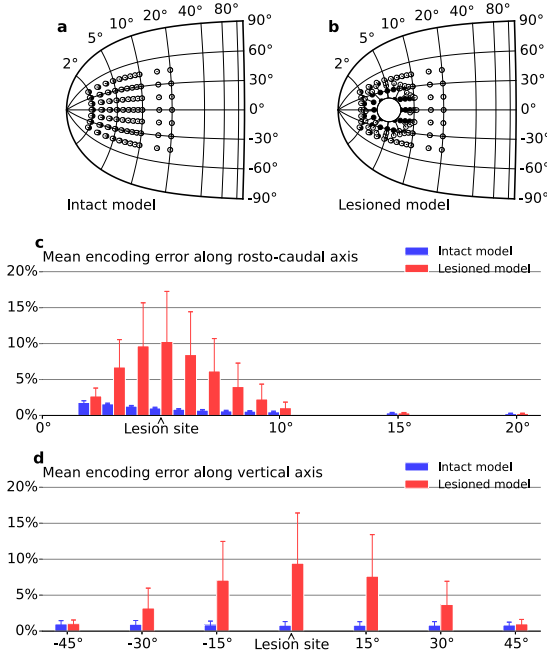 a
2° 5° 10° 20° 40° 80° 90°
60°
30°
0°
-30°
-60°
-90°
Intact model
b
2° 5° 10° 20° 40° 80° 90°
60°
30°
0°
-30°
-60°
-90°
Lesioned model
c
Mean encoding error along rosto-caudal axis
Intact model
Lesioned model
20%
15%
10%
5%
0%
0° Lesion site 10° 15° 20°
d
Mean encoding error along vertical axis
Intact model
Lesioned model
20%
15%
10%
5%
0%
-45° -30° -15° Lesion site 15° 30° 45°